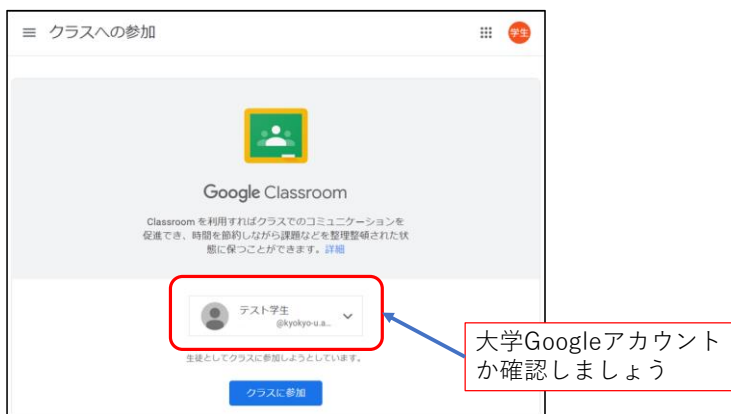 クラスへの参加
学生
Google Classroom
Classroom を利用すればクラスでのコミュニケーションを
促進でき、時間を節約しながら課題などを整理整頓された状
態に保つことができます。詳細
テスト学生
@kyokyo-u.a...
生徒としてクラスに参加しようとしています。
クラスに参加
大学Googleアカウント
か確認しましょう